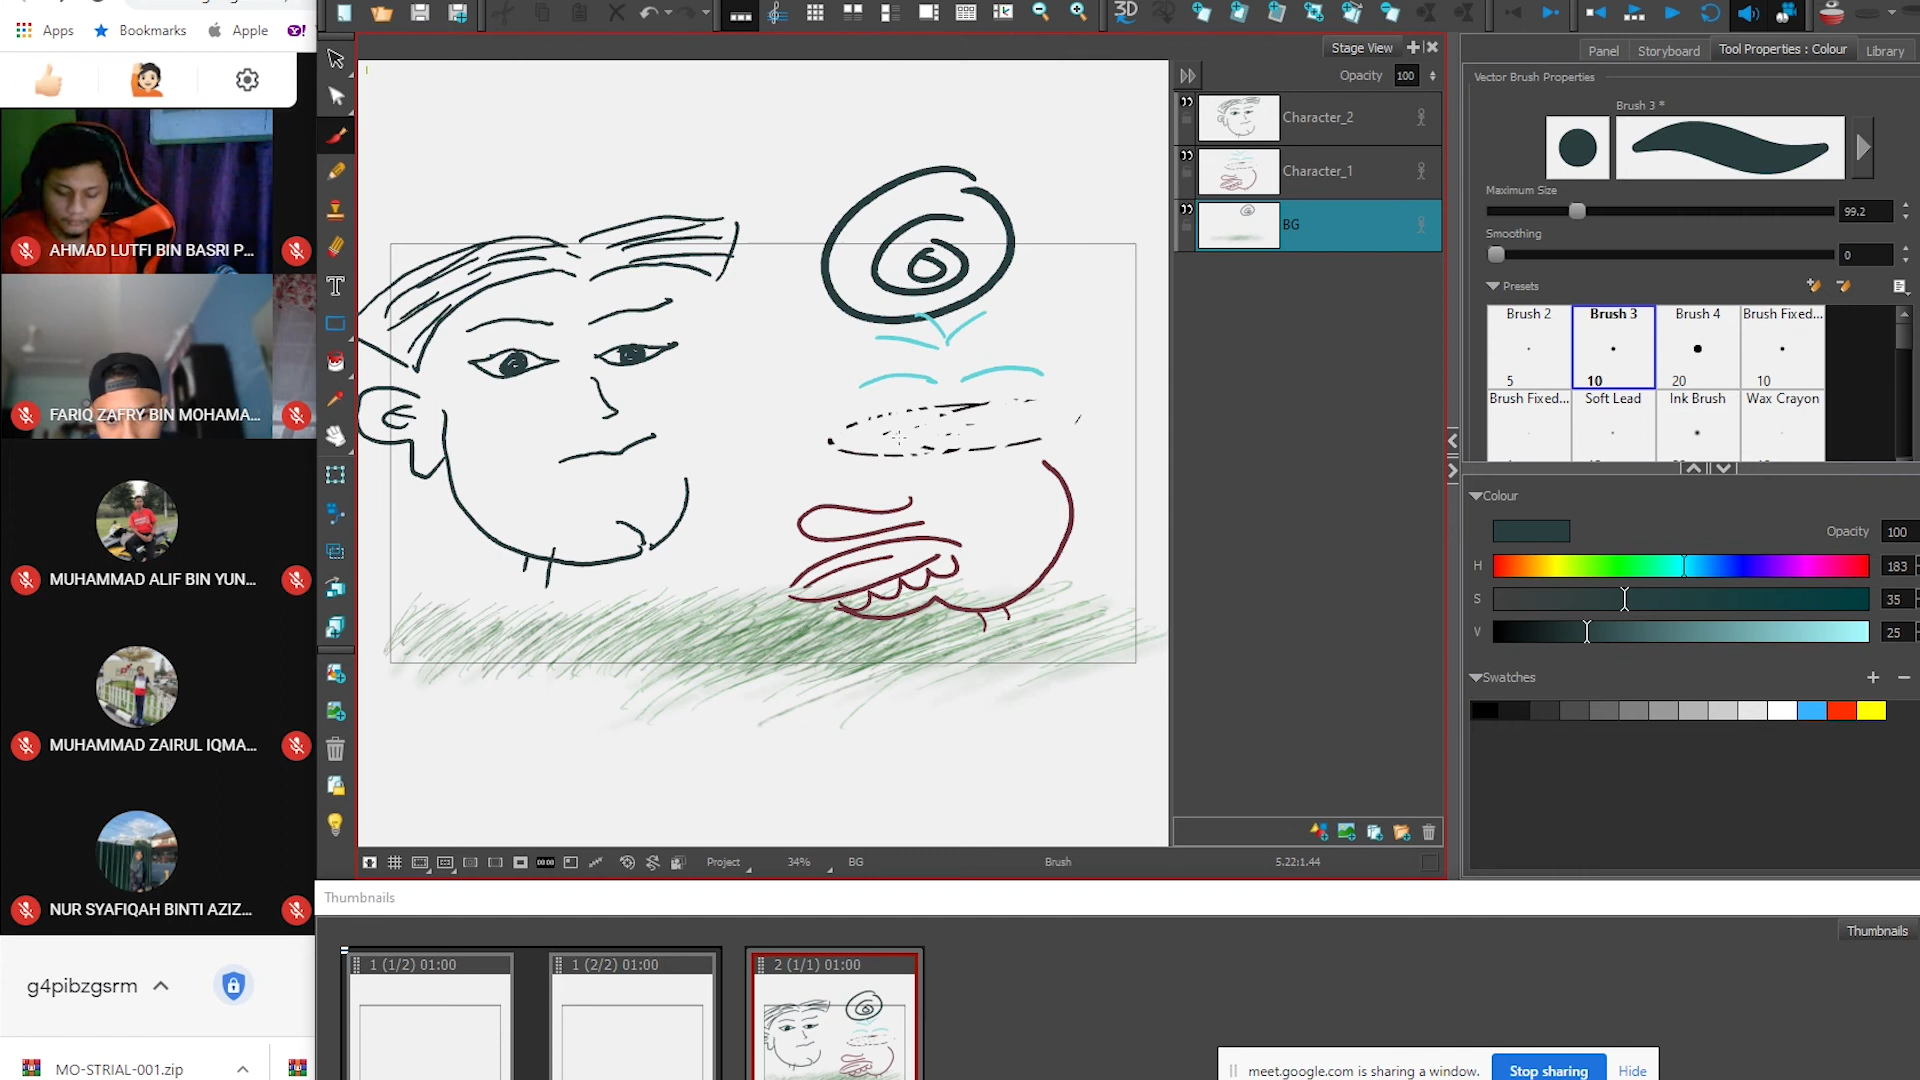 Apps
Bookmarks
Apple
Y!
AHMAD LUTFI BIN BASRI P...
FARIQ ZAFRY BIN MOHAMA...
MUHAMMAD ALIF BIN YUN...
MUHAMMAD ZAIRUL IQMA...
NUR SYAFIQAH BINTI AZIZ...
g4pibzgsrm
MO-STRIAL-001.zip
3D
Stage View
Opacity 100
Character_2
Character_1
BG
Project 34% BG Brush 5.22:1.44
Panel Storyboard Tool Properties : Colour Library
Vector Brush Properties
Brush 3 *
Maximum Size
99.2
Smoothing
0
Presets
Brush 2 Brush 3 Brush 4 Brush Fixed...
5 10 20 10
Brush Fixed... Soft Lead Ink Brush Wax Crayon
Colour
Opacity 100
H 183
S 35
V 25
Swatches
Thumbnails
Thumbnails
1 (1/2) 01:00 1 (2/2) 01:00 2 (1/1) 01:00
meet.google.com is sharing a window. Stop sharing Hide